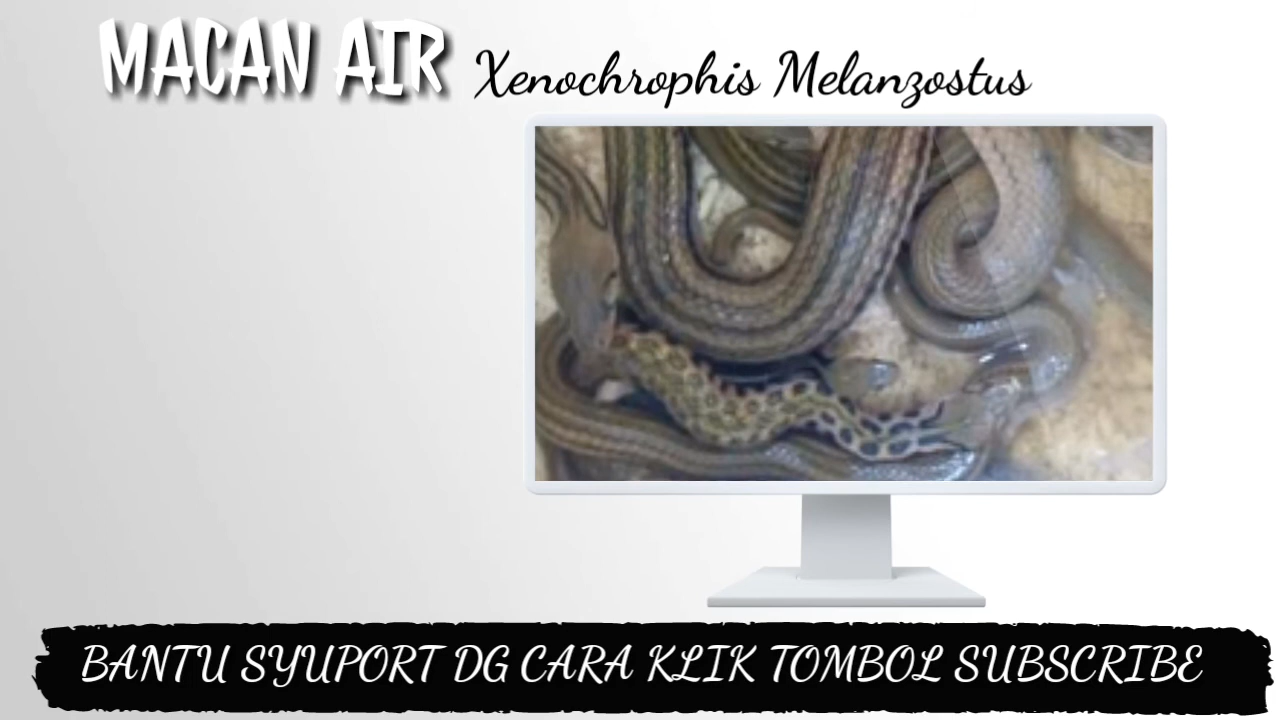 MACAN AIR Xenochrophis Melanzostus
BANTU SYUPORT DG CARA KLIK TOMBOL SUBSCRIBE